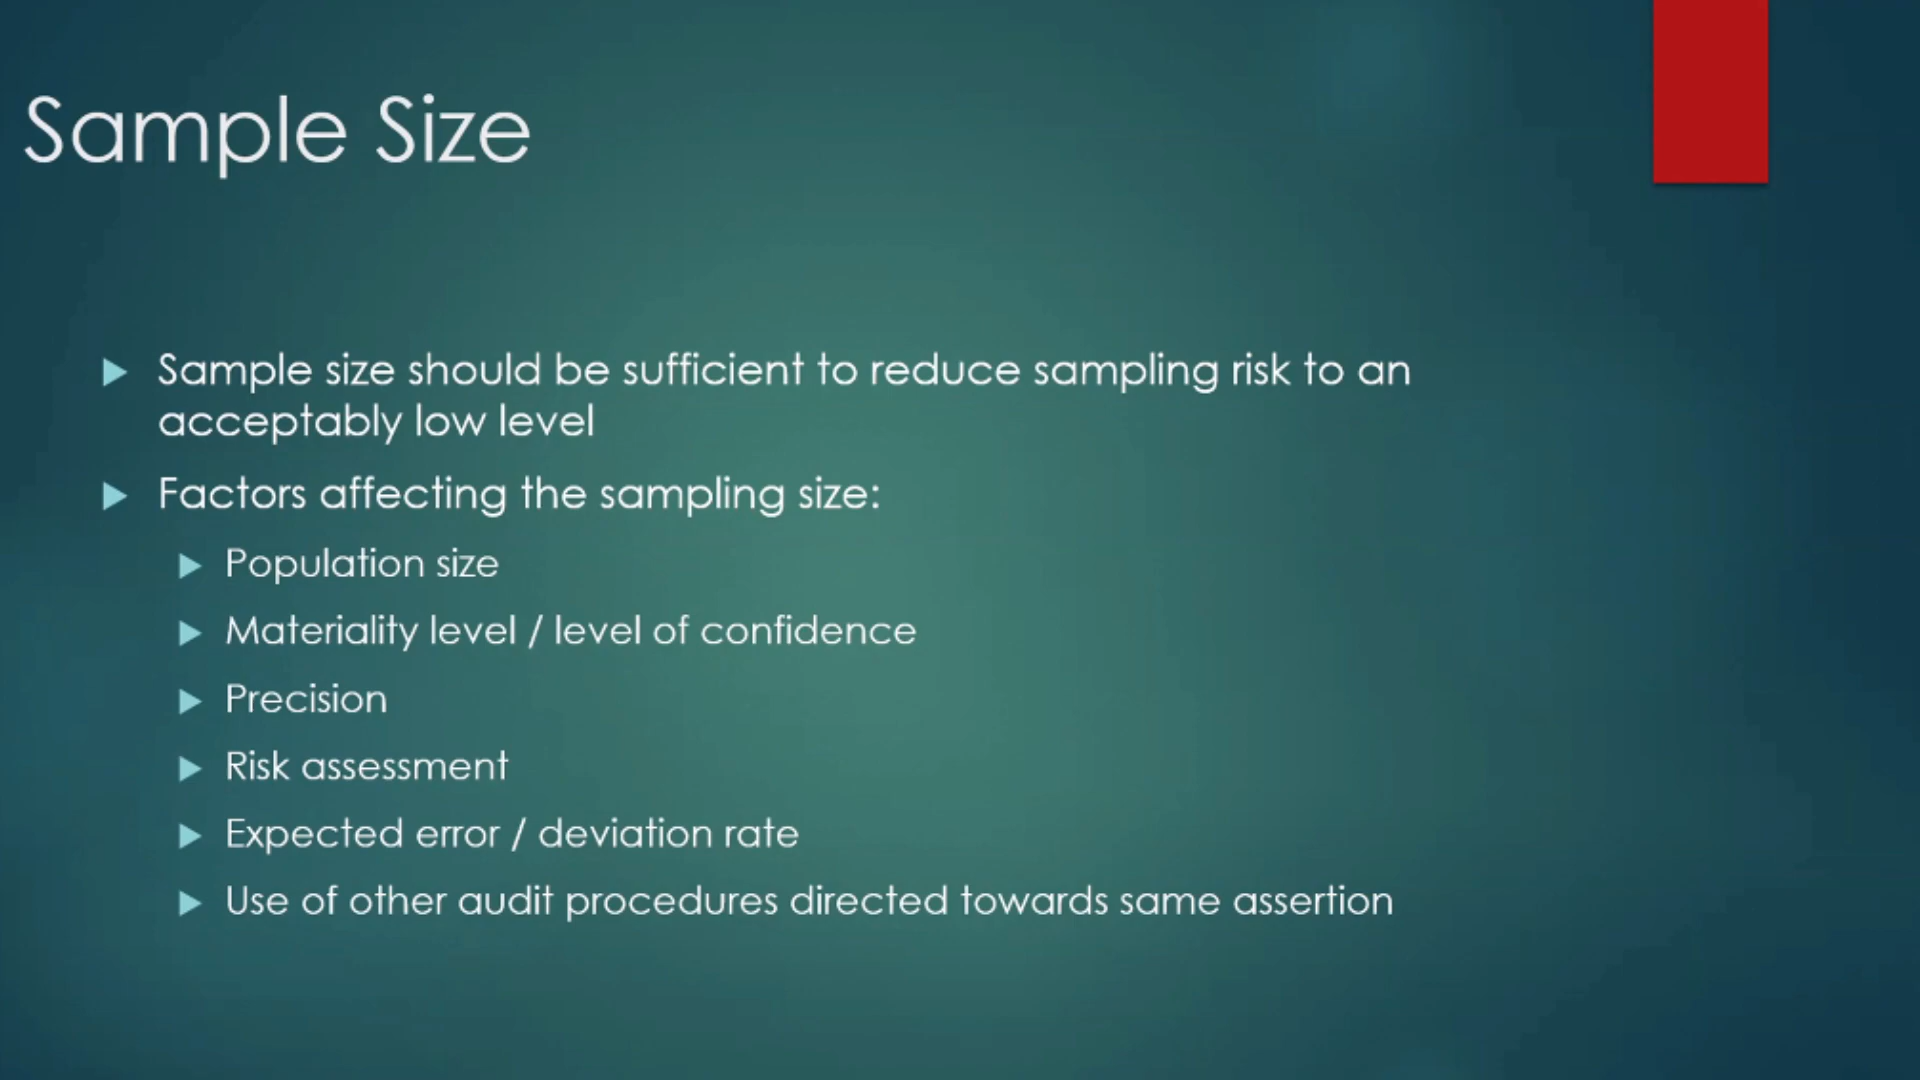 Sample Size
Sample size should be sufficient to reduce sampling risk to an
acceptably low level
Factors affecting the sampling size:
Population size
Materiality level / level of confidence
Precision
Risk assessment
Expected error / deviation rate
Use of other audit procedures directed towards same assertion